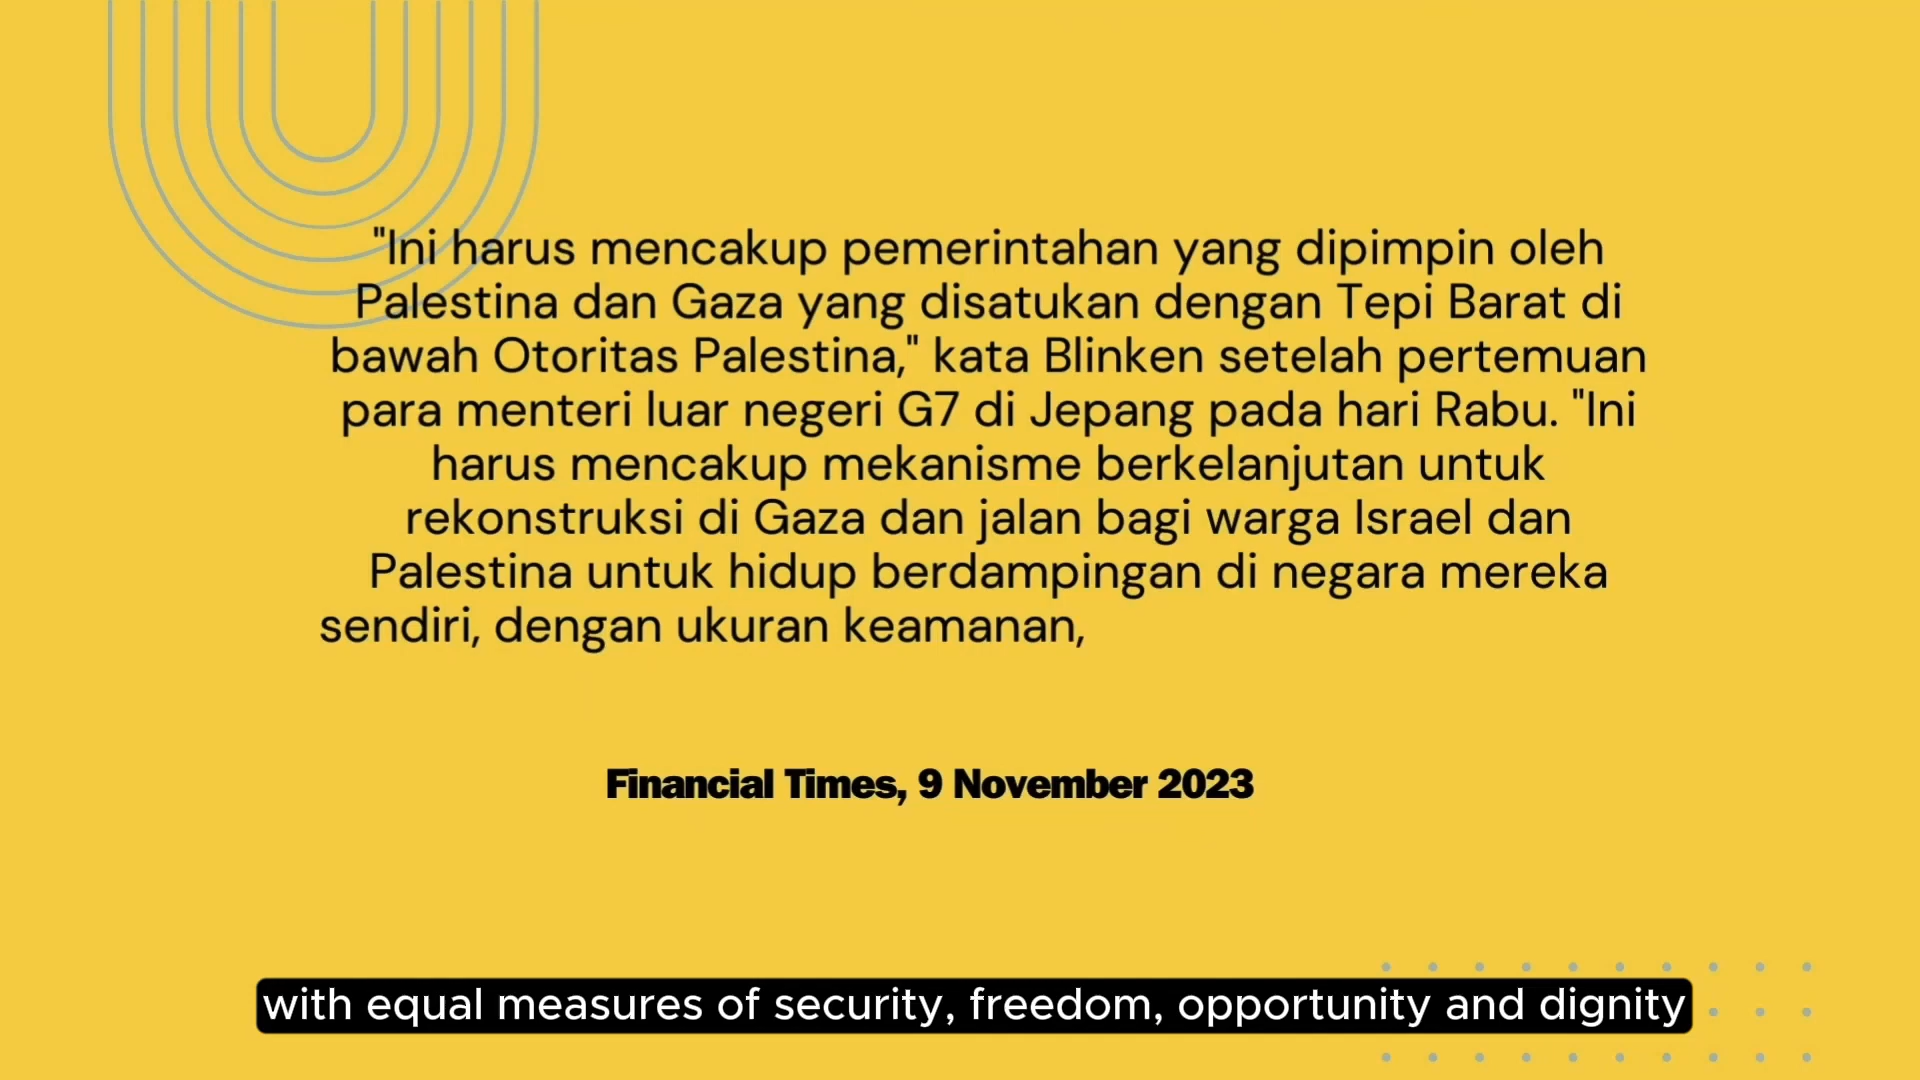 "Ini harus mencakup pemerintahan yang dipimpin oleh
Palestina dan Gaza yang disatukan dengan Tepi Barat di
bawah Otoritas Palestina," kata Blinken setelah pertemuan
para menteri luar negeri G7 di Jepang pada hari Rabu. "Ini
harus mencakup mekanisme berkelanjutan untuk
rekonstruksi di Gaza dan jalan bagi warga Israel dan
Palestina untuk hidup berdampingan di negara mereka
sendiri, dengan ukuran keamanan,
Financial Times, 9 November 2023
with equal measures of security, freedom, opportunity and dignity